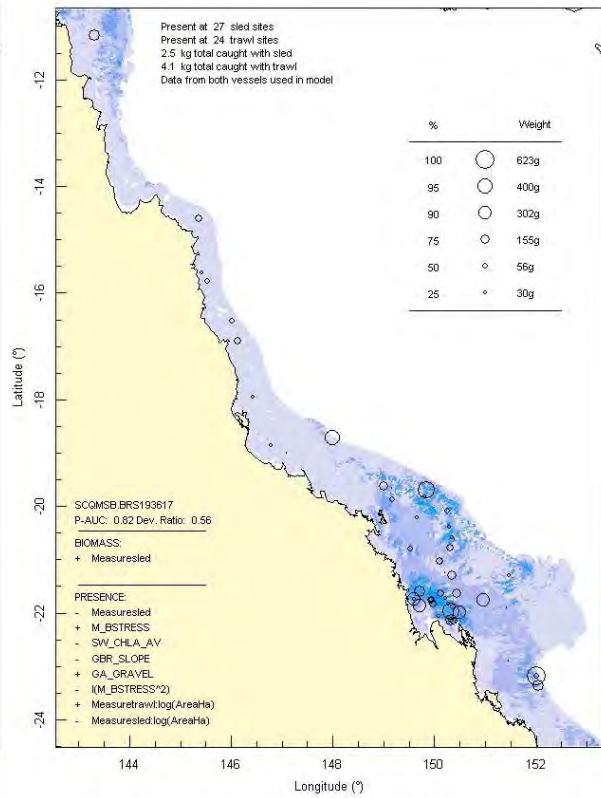 Present at 27 sled sites
Present at 24 trawl sites
2.5 kg total caught with sled
4.1 kg total caught with trawl
Data from both vessels used in model
% Weight
100 623g
95 400g
90 302g
75 155g
50 56g
25 30g
-12
-14
-16
-18
-20
-22
-24
Latitude (°)
SCQMSB.BRS193617
P-AUC: 0.82 Dev. Ratio: 0.56
BIOMASS:
+ Measuresled
PRESENCE:
- Measuresled
+ M_BSTRESS
- SW_CHLA_AV
- GBR_SLOPE
+ GA_GRAVEL
- I(M_BSTRESS^2)
+ Measuretrawl:log(AreaHa)
- Measuresled:log(AreaHa)
144 146 148 150 152
Longitude (°)